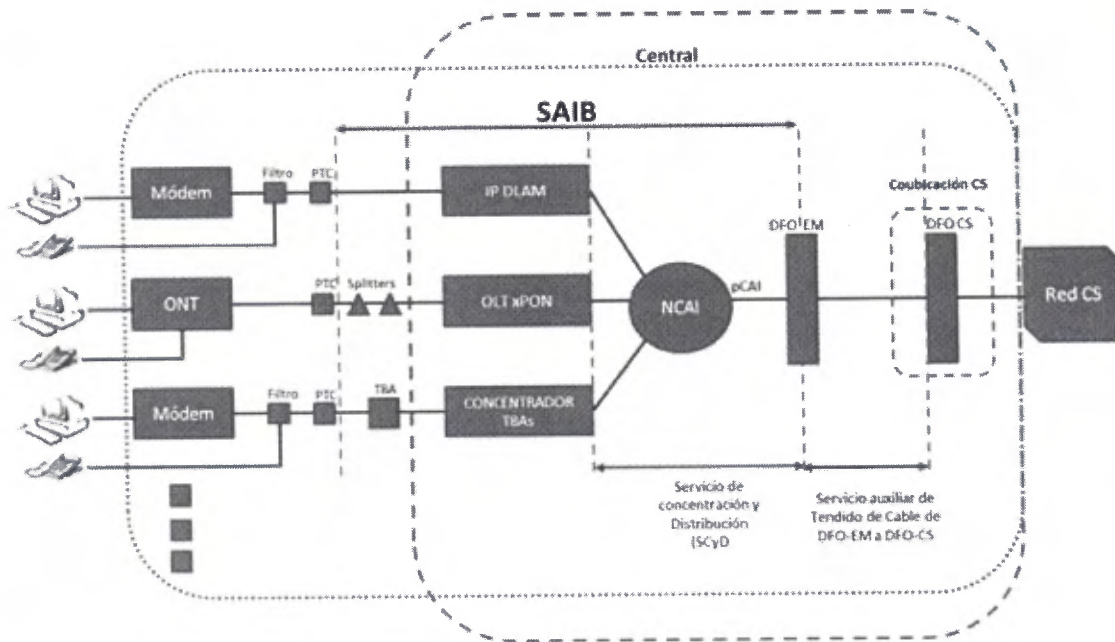 Central
SAIB
Filtro
PTC
Módem
IP DLAM
Coubicación CS
DFO EM
DFO CS
PTC
Splitters
ONT
OLT xPON
NCAI
pCAI
Red CS
Filtro
PTC
TBA
Módem
CONCENTRADOR
TBAs
Servicio de
concentración y
Distribución
(SCyD
Servicio auxiliar de
Tendido de Cable de
DFO-EM a DFO-CS